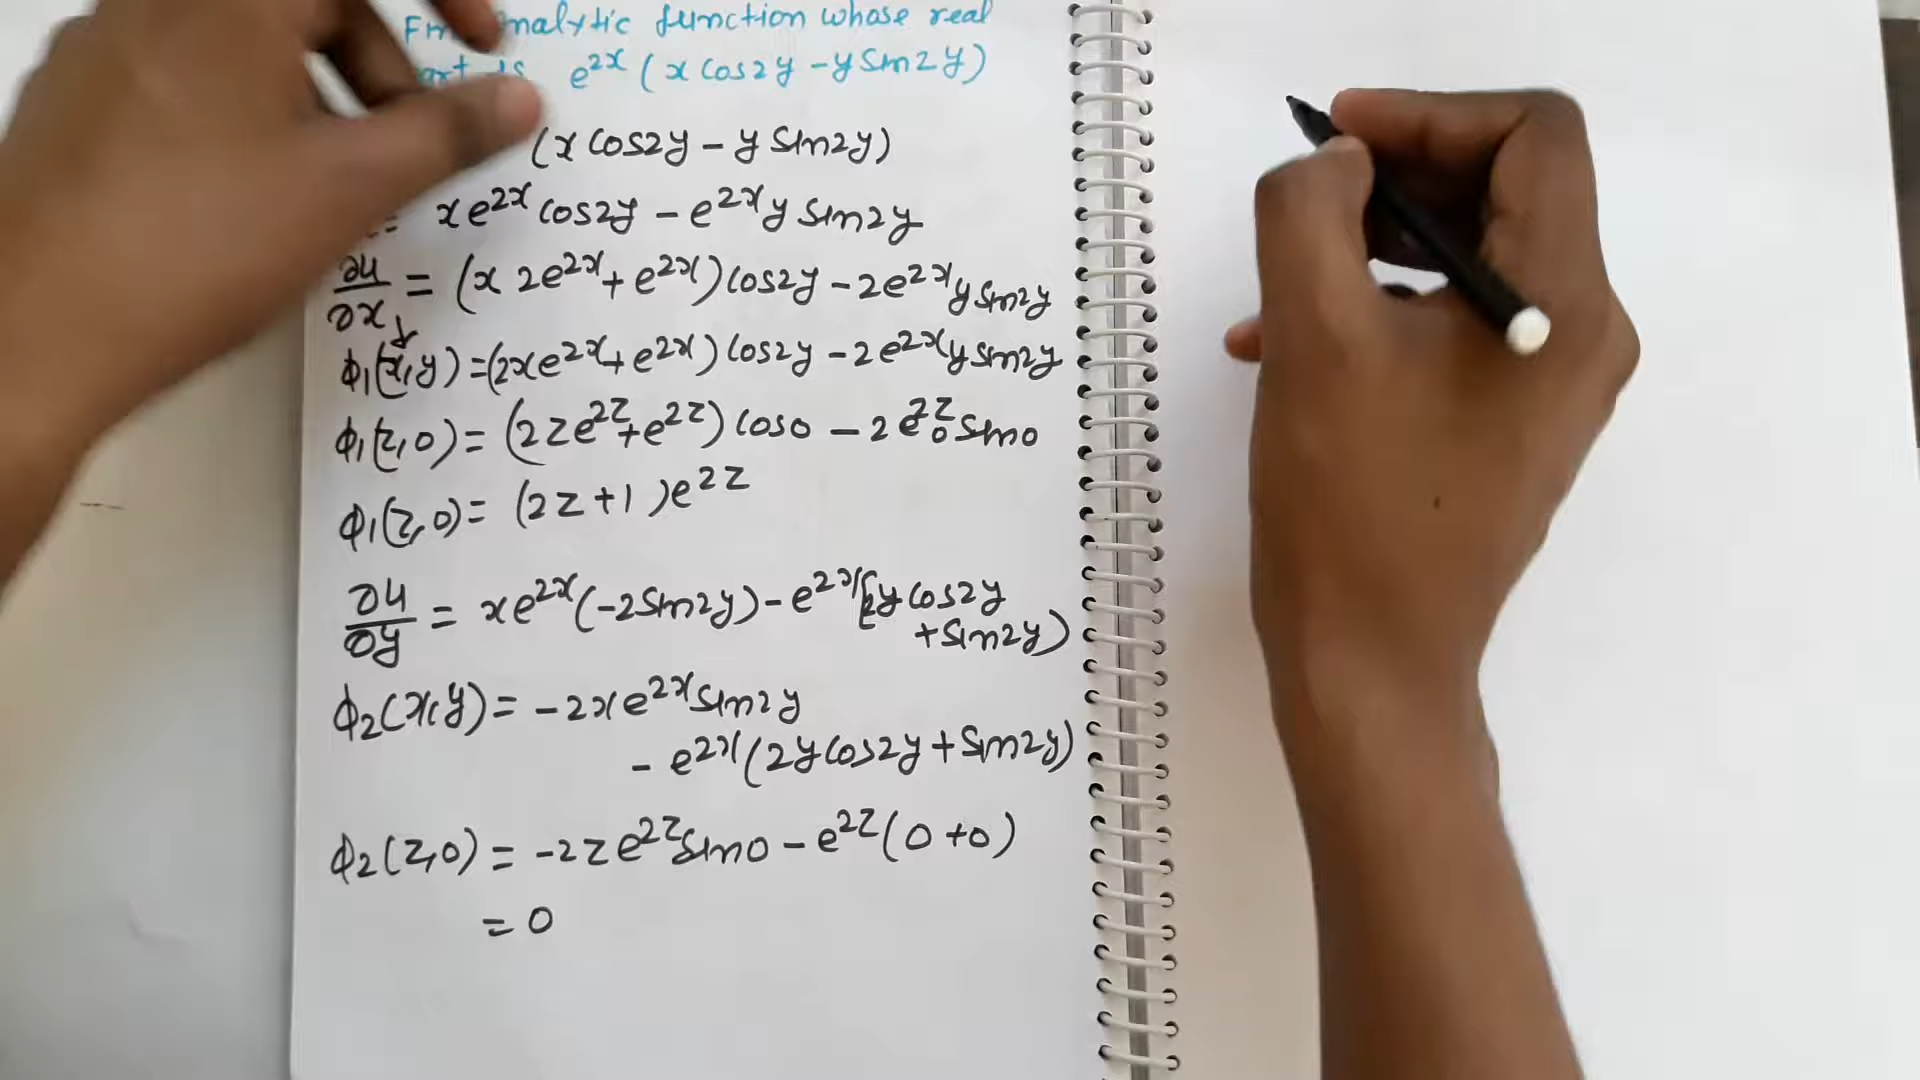 analytic function whose real
is e^{2x} (x cos2y - y sin2y)
(x cos2y - y sin2y)
= xe^{2x} cos2y - e^{2x} y sin2y
∂u/∂x = (x 2e^{2x} + e^{2x}) cos2y - 2e^{2x} y sin2y
ϕ₁(x,y) = (2xe^{2x} + e^{2x}) cos2y - 2e^{2x} y sin2y
ϕ₁(z,0) = (2ze^{2z} + e^{2z}) cos0 - 2e^{2z} 0 sin0
ϕ₁(z,0) = (2z+1)e^{2z}
∂u/∂y = xe^{2x}(-2sin2y) - e^{2x}(2y cos2y
+ sin2y)
ϕ₂(x,y) = -2xe^{2x} sin2y
- e^{2x}(2y cos2y + sin2y)
ϕ₂(z,0) = -2ze^{2z} sin0 - e^{2z}(0+0)
= 0